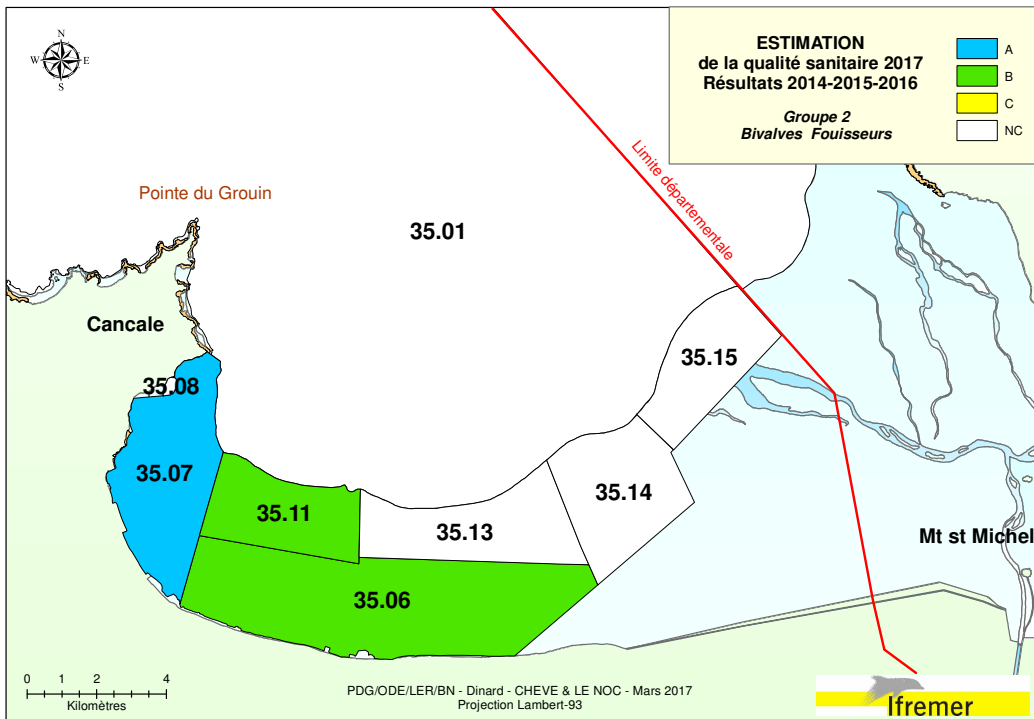 N
W E
S
ESTIMATION
de la qualité sanitaire 2017
Résultats 2014-2015-2016
Groupe 2
Bivalves Fouisseurs
A
B
C
NC
Limite départementale
Pointe du Grouin
35.01
Cancale
35.15
35.08
35.07
35.14
35.11
35.13
Mt st Michel
35.06
0 1 2 4
Kilomètres
PDG/ODE/LER/BN - Dinard - CHEVE & LE NOC - Mars 2017
Projection Lambert-93
Ifremer